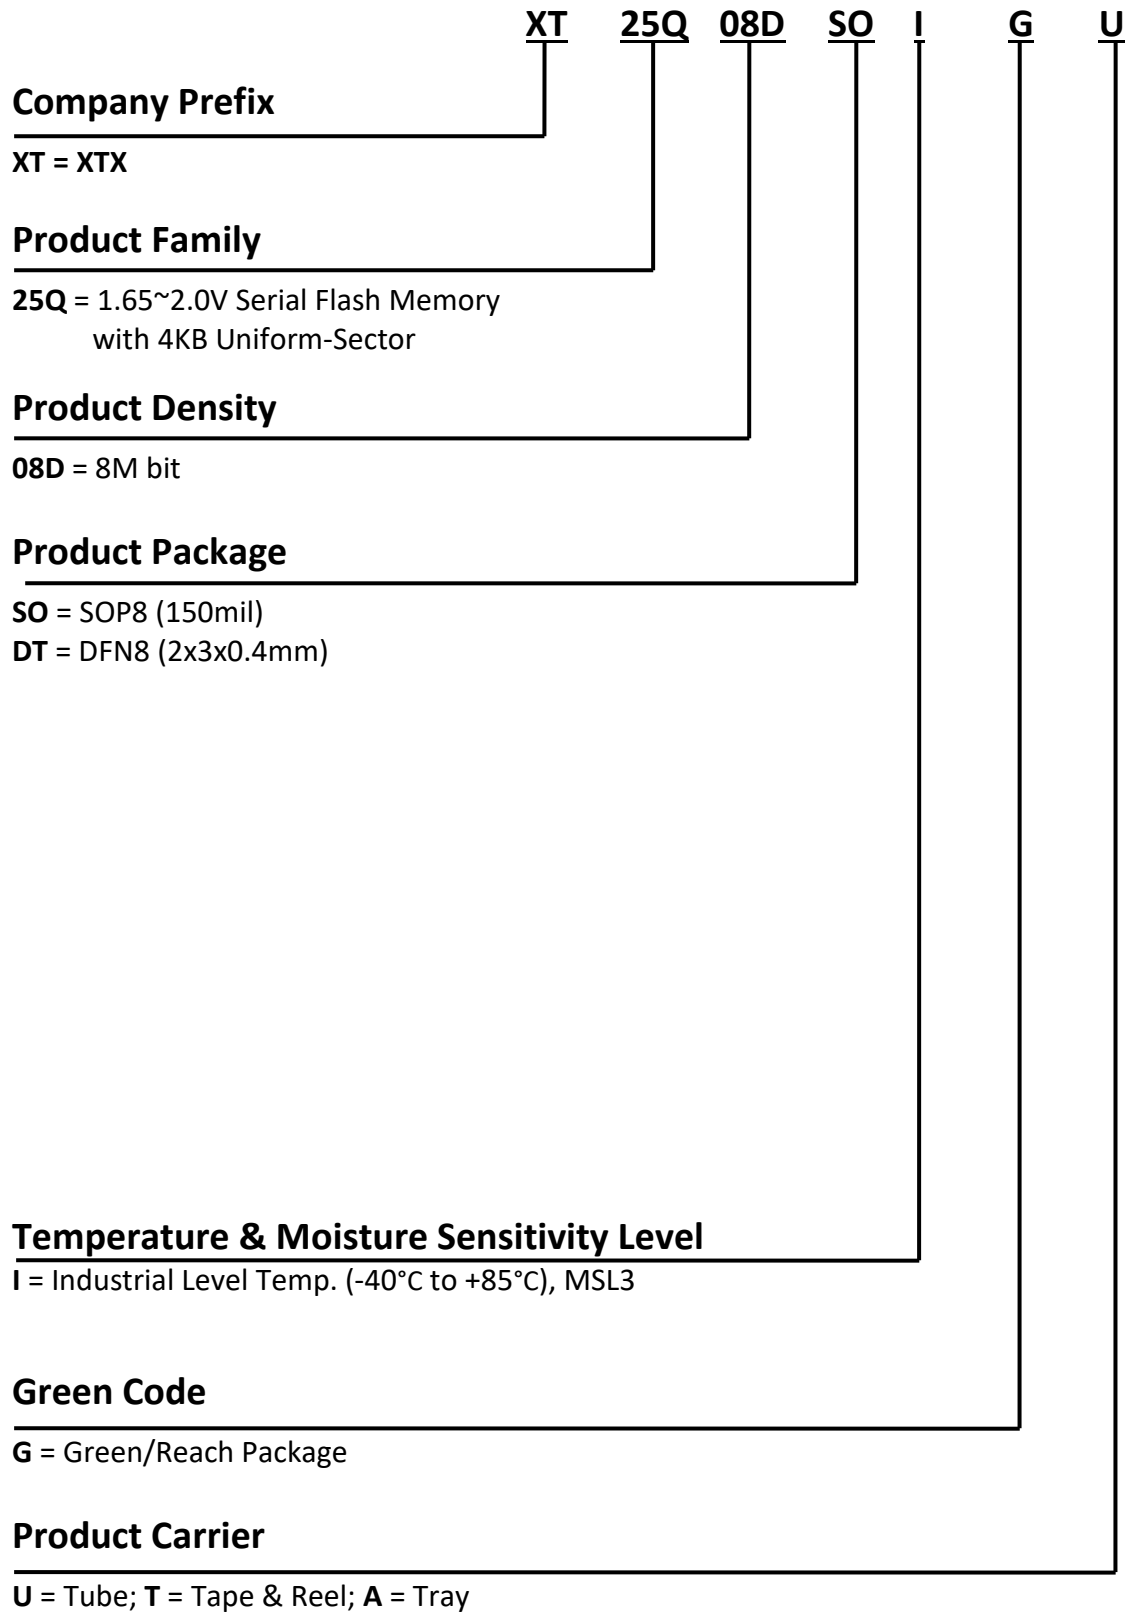 XT 25Q 08D SO I G U
Company Prefix
XT = XTX
Product Family
25Q = 1.65~2.0V Serial Flash Memory
with 4KB Uniform-Sector
Product Density
08D = 8M bit
Product Package
SO = SOP8 (150mil)
DT = DFN8 (2x3x0.4mm)
Temperature & Moisture Sensitivity Level
I = Industrial Level Temp. (-40°C to +85°C), MSL3
Green Code
G = Green/Reach Package
Product Carrier
U = Tube; T = Tape & Reel; A = Tray